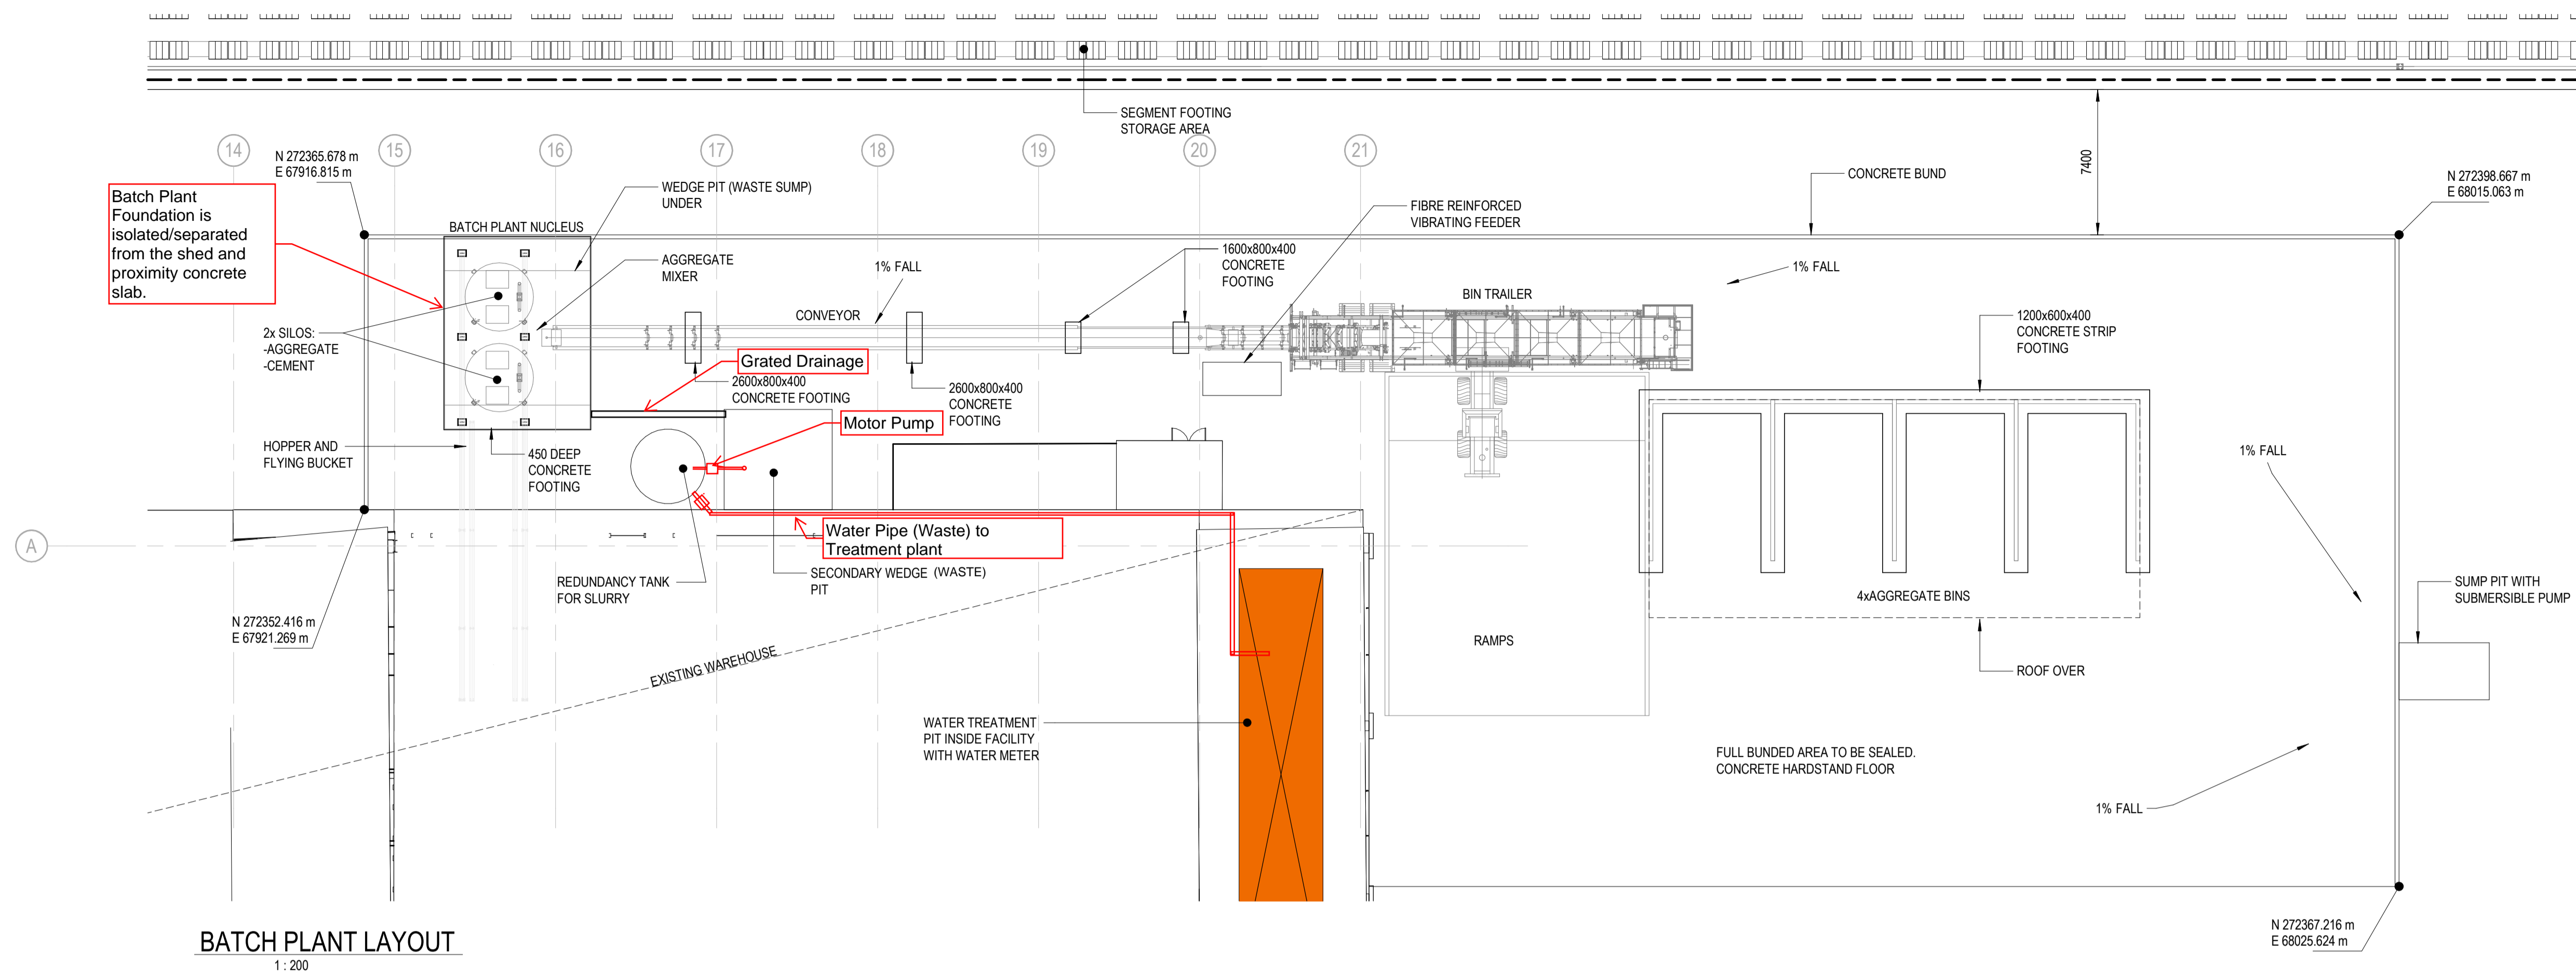 SEGMENT FOOTING
STORAGE AREA
14
15
16
17
18
19
20
21
N 272365.678 m
E 67916.815 m
7400
CONCRETE BUND
N 272398.667 m
E 68015.063 m
Batch Plant
Foundation is
isolated/separated
from the shed and
proximity concrete
slab.
WEDGE PIT (WASTE SUMP)
UNDER
BATCH PLANT NUCLEUS
FIBRE REINFORCED
VIBRATING FEEDER
AGGREGATE
MIXER
1% FALL
1600x800x400
CONCRETE
FOOTING
1% FALL
BIN TRAILER
CONVEYOR
1200x600x400
CONCRETE STRIP
FOOTING
2x SILOS:
-AGGREGATE
-CEMENT
Grated Drainage
2600x800x400
CONCRETE FOOTING
2600x800x400
CONCRETE
FOOTING
Motor Pump
HOPPER AND
FLYING BUCKET
450 DEEP
CONCRETE
FOOTING
1% FALL
Water Pipe (Waste) to
Treatment plant
A
REDUNDANCY TANK
FOR SLURRY
SECONDARY WEDGE (WASTE)
PIT
4xAGGREGATE BINS
SUMP PIT WITH
SUBMERSIBLE PUMP
N 272352.416 m
E 67921.269 m
RAMPS
EXISTING WAREHOUSE
ROOF OVER
WATER TREATMENT
PIT INSIDE FACILITY
WITH WATER METER
FULL BUNDED AREA TO BE SEALED.
CONCRETE HARDSTAND FLOOR
1% FALL
N 272367.216 m
E 68025.624 m
BATCH PLANT LAYOUT
1 : 200